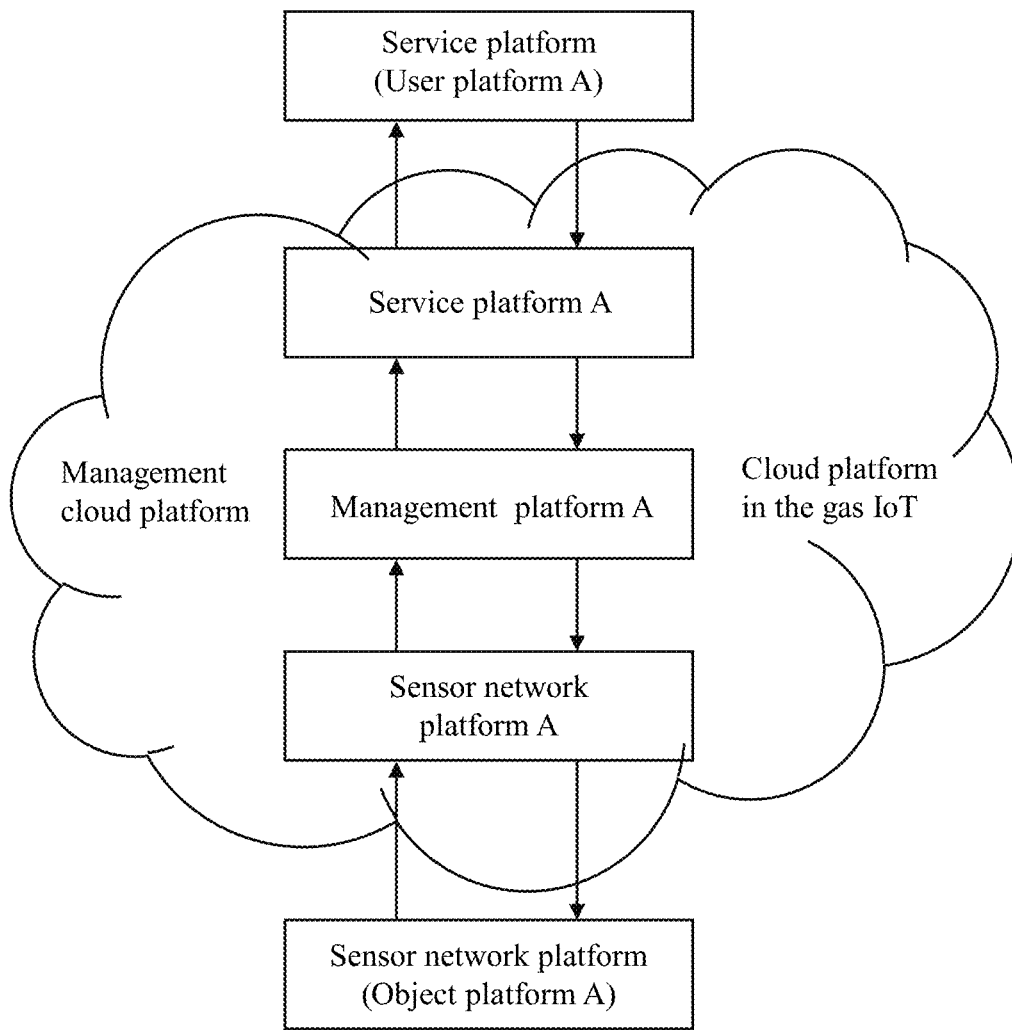 Service platform
(User platform A)
Service platform A
Management
cloud platform
Management platform A
Cloud platform
in the gas IoT
Sensor network
platform A
Sensor network platform
(Object platform A)